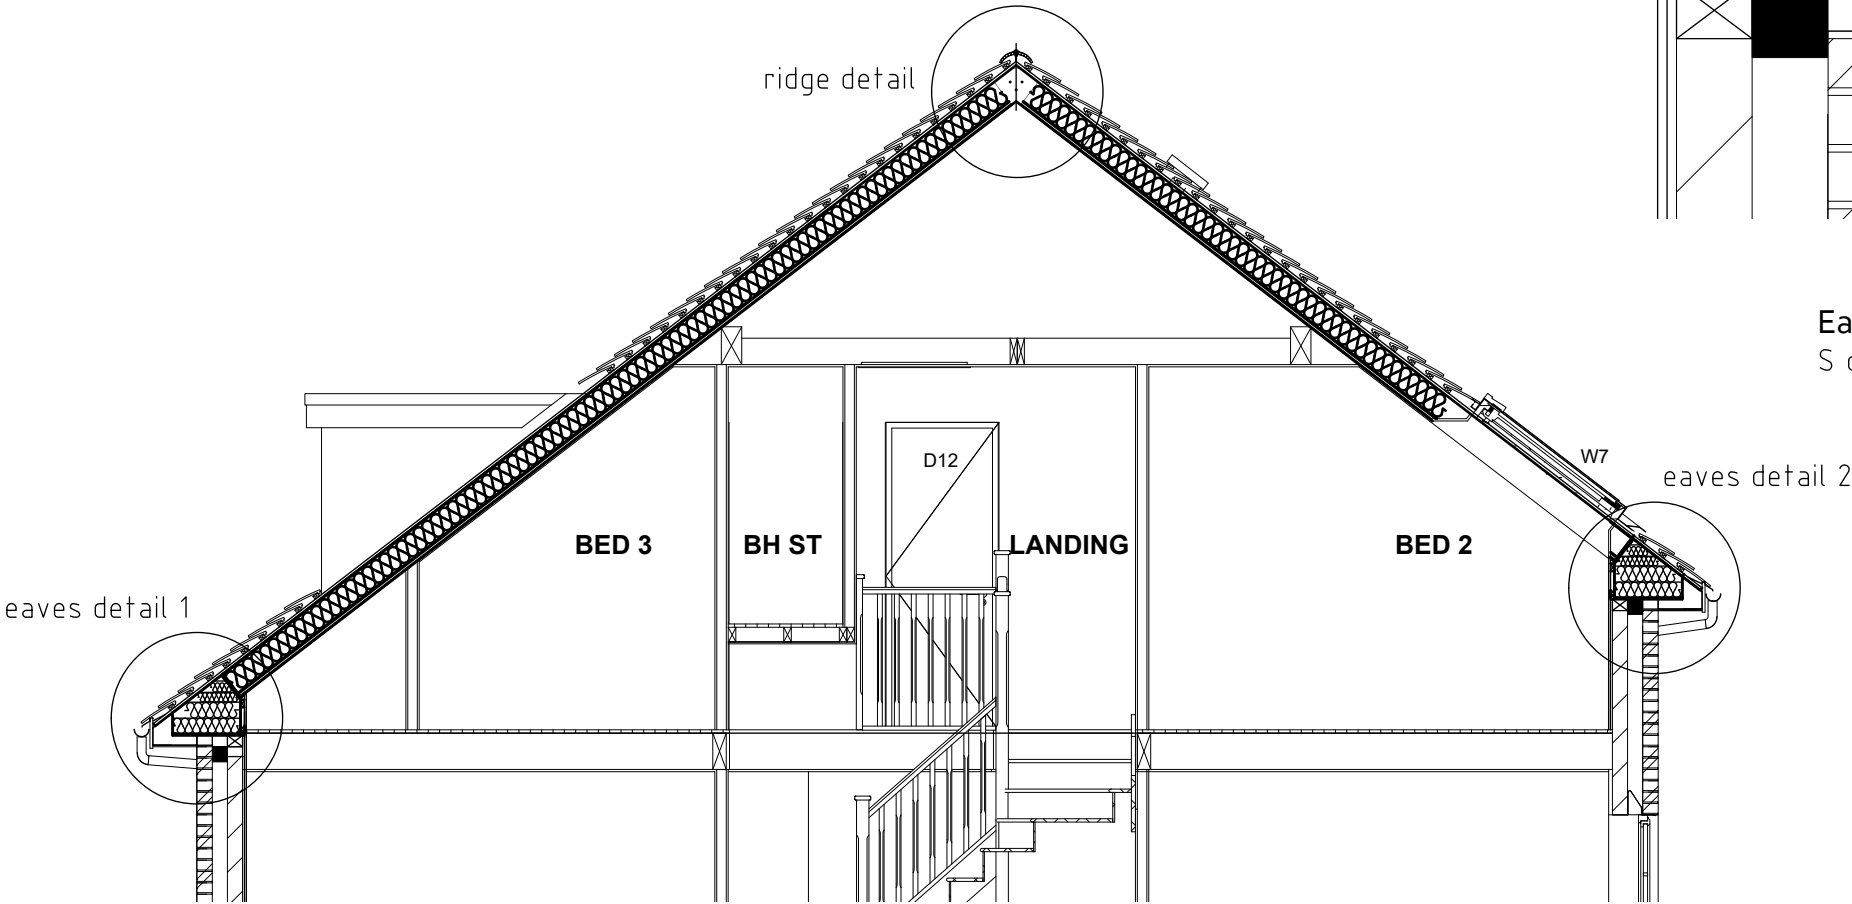 ridge detail
Ea
S c
D12
W7
eaves detail 2
BED 3
BH ST
LANDING
BED 2
eaves detail 1